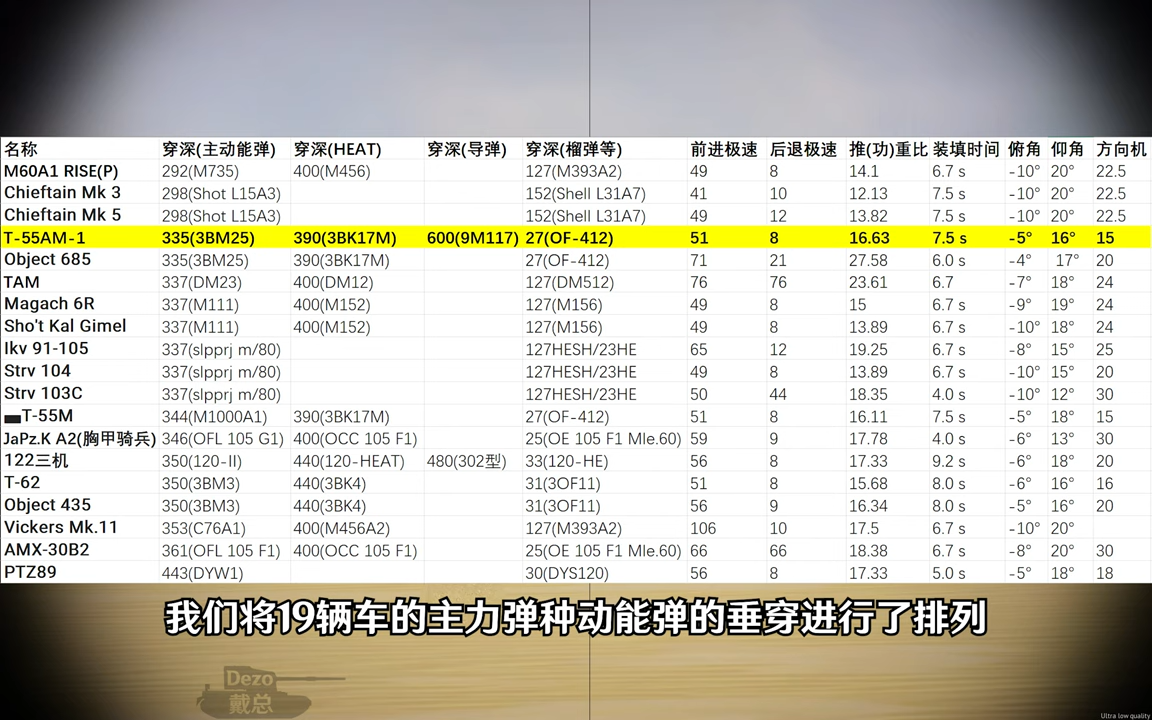 名称 穿深(主动能弹) 穿深(HEAT) 穿深(导弹) 穿深(榴弹等) 前进极速 后退极速 推(功)重比 装填时间 俯角 仰角 方向机
M60A1 RISE(P) 292(M735) 400(M456) 127(M393A2) 49 8 14.1 6.7 s -10° 20° 22.5
Chieftain Mk 3 298(Shot L15A3) 152(Shell L31A7) 41 10 12.13 7.5 s -10° 20° 22.5
Chieftain Mk 5 298(Shot L15A3) 152(Shell L31A7) 49 12 13.82 7.5 s -10° 20° 22.5
T-55AM-1 335(3BM25) 390(3BK17M) 600(9M117) 27(OF-412) 51 8 16.63 7.5 s -5° 16° 15
Object 685 335(3BM25) 390(3BK17M) 27(OF-412) 71 21 27.58 6.0 s -4° 17° 20
TAM 337(DM23) 400(DM12) 127(DM512) 76 76 23.61 6.7 -7° 18° 24
Magach 6R 337(M111) 400(M152) 127(M156) 49 8 15 6.7 s -9° 19° 24
Sho't Kal Gimel 337(M111) 400(M152) 127(M156) 49 8 13.89 6.7 s -10° 18° 24
Ikv 91-105 337(slpprj m/80) 127HESH/23HE 65 12 19.25 6.7 s -8° 15° 25
Strv 104 337(slpprj m/80) 127HESH/23HE 49 8 13.89 6.7 s -10° 15° 20
Strv 103C 337(slpprj m/80) 127HESH/23HE 50 44 18.35 4.0 s -10° 12° 30
▄T-55M 344(M1000A1) 390(3BK17M) 27(OF-412) 51 8 16.11 7.5 s -5° 18° 15
JaPz.K A2(胸甲骑兵) 346(OFL 105 G1) 400(OCC 105 F1) 25(OE 105 F1 Mle.60) 59 9 17.78 4.0 s -6° 13° 30
122三机 350(120-II) 440(120-HEAT) 480(302型) 33(120-HE) 56 8 17.33 9.2 s -6° 18° 20
T-62 350(3BM3) 440(3BK4) 31(3OF11) 51 8 15.68 8.0 s -6° 16° 16
Object 435 350(3BM3) 440(3BK4) 31(3OF11) 56 9 16.34 8.0 s -5° 16° 20
Vickers Mk.11 353(C76A1) 400(M456A2) 127(M393A2) 106 10 17.5 6.7 s -10° 20°
AMX-30B2 361(OFL 105 F1) 400(OCC 105 F1) 25(OE 105 F1 Mle.60) 66 66 18.38 6.7 s -8° 20° 30
PTZ89 443(DYW1) 30(DYS120) 56 8 17.33 5.0 s -5° 18° 18
我们将19辆车的主力弹种动能弹的垂穿进行了排列
Dezo
戴总
Ultra low quality